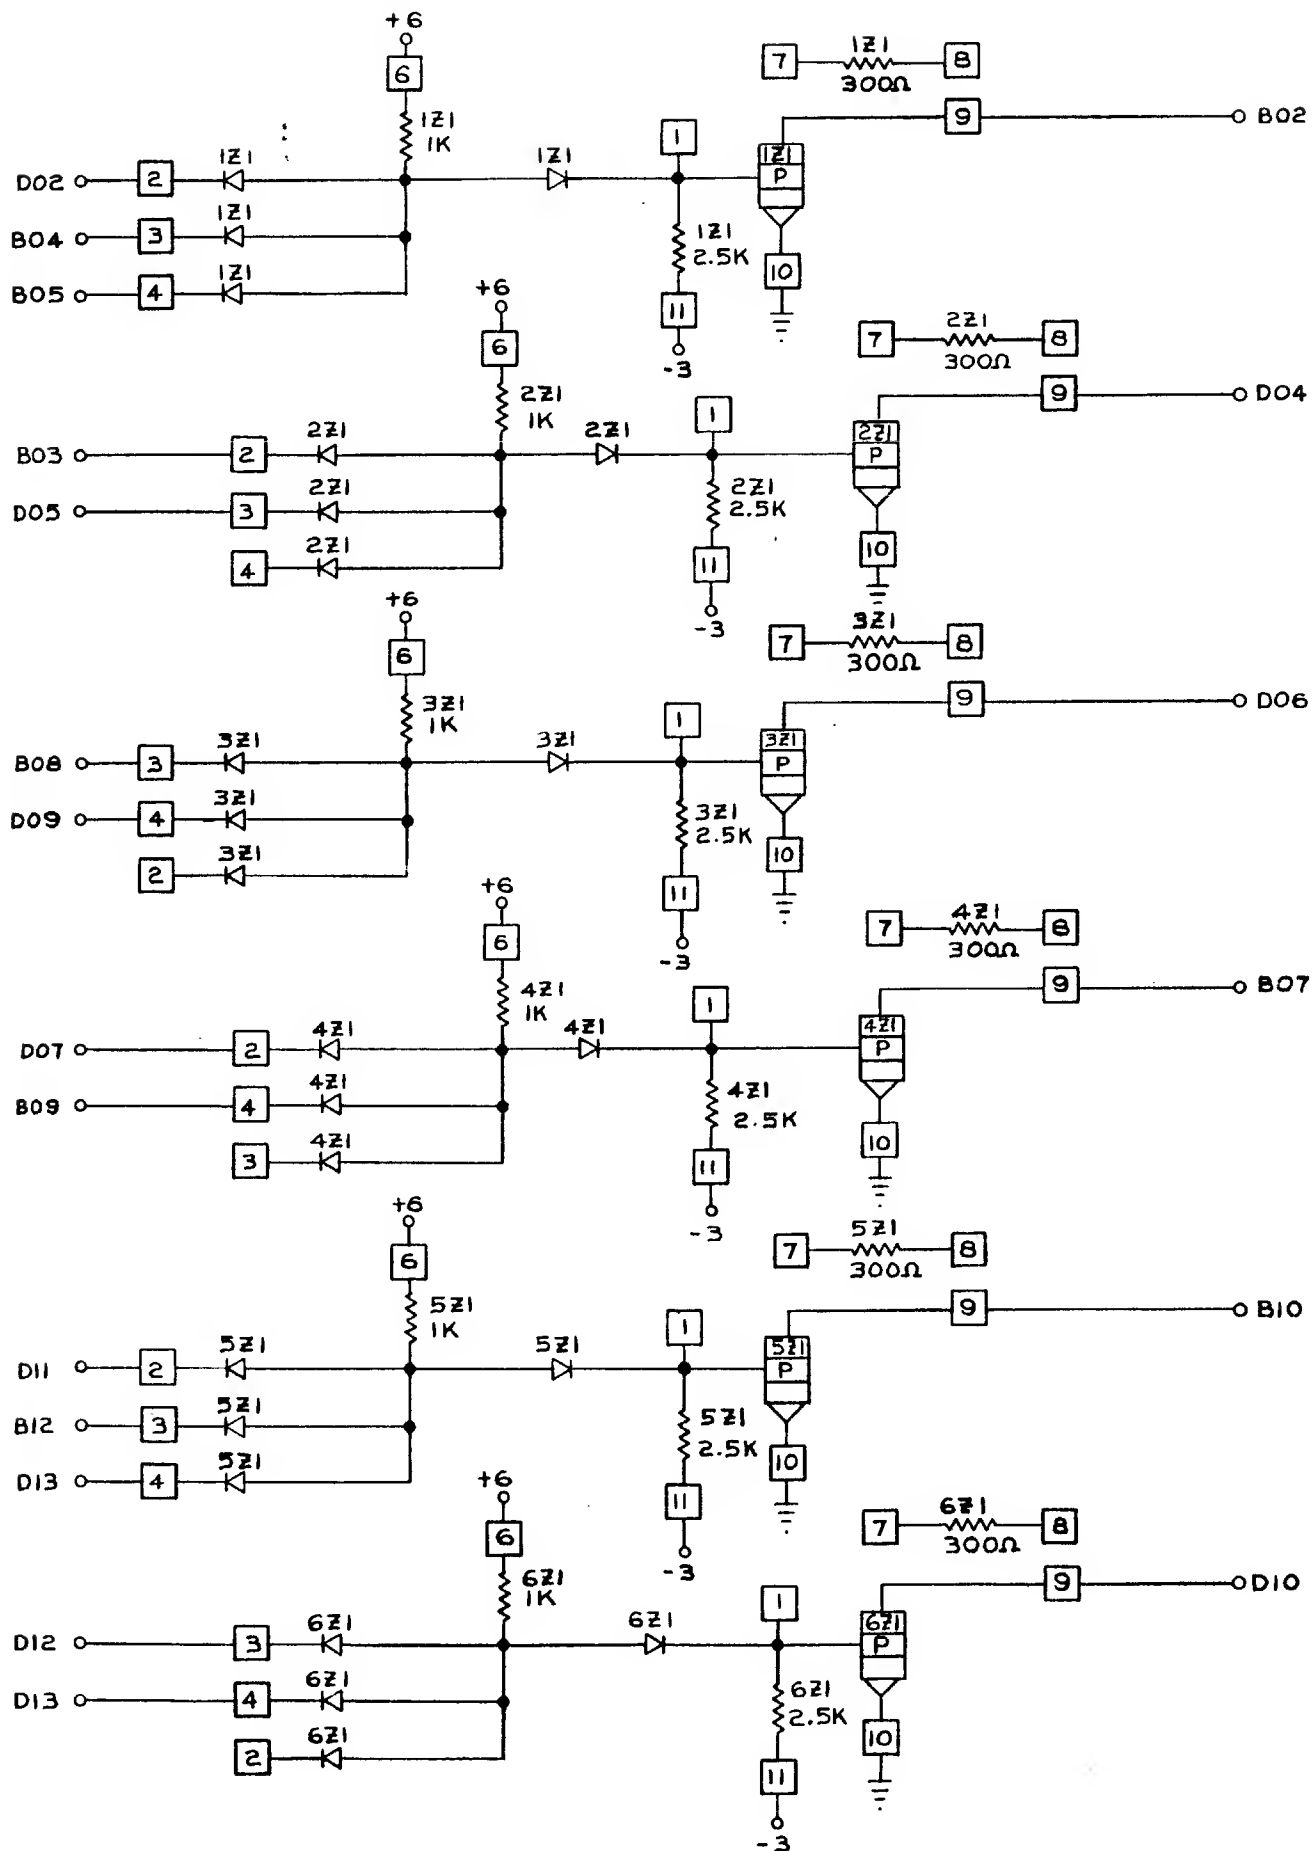 +6
6
1Z1
1K
7
1Z1
300Ω
8
9
B02
1
1Z1
P
D02
2
1Z1
1Z1
B04
3
1Z1
1Z1
2.5K
10
B05
4
1Z1
11
-3
+6
6
2Z1
1K
7
2Z1
300Ω
8
9
D04
1
2Z1
P
B03
2
2Z1
2Z1
D05
3
2Z1
2Z1
2.5K
10
4
2Z1
11
-3
+6
6
3Z1
1K
7
3Z1
300Ω
8
9
D06
1
3Z1
P
B08
3
3Z1
3Z1
D09
4
3Z1
3Z1
2.5K
10
2
3Z1
11
-3
+6
6
4Z1
1K
7
4Z1
300Ω
8
9
B07
1
4Z1
P
D07
2
4Z1
4Z1
B09
4
4Z1
4Z1
2.5K
10
3
4Z1
11
-3
+6
6
5Z1
1K
7
5Z1
300Ω
8
9
B10
1
5Z1
P
D11
2
5Z1
5Z1
B12
3
5Z1
5Z1
2.5K
10
D13
4
5Z1
11
-3
+6
6
6Z1
1K
7
6Z1
300Ω
8
9
D10
1
6Z1
P
D12
3
6Z1
6Z1
D13
4
6Z1
6Z1
2.5K
10
2
6Z1
11
-3